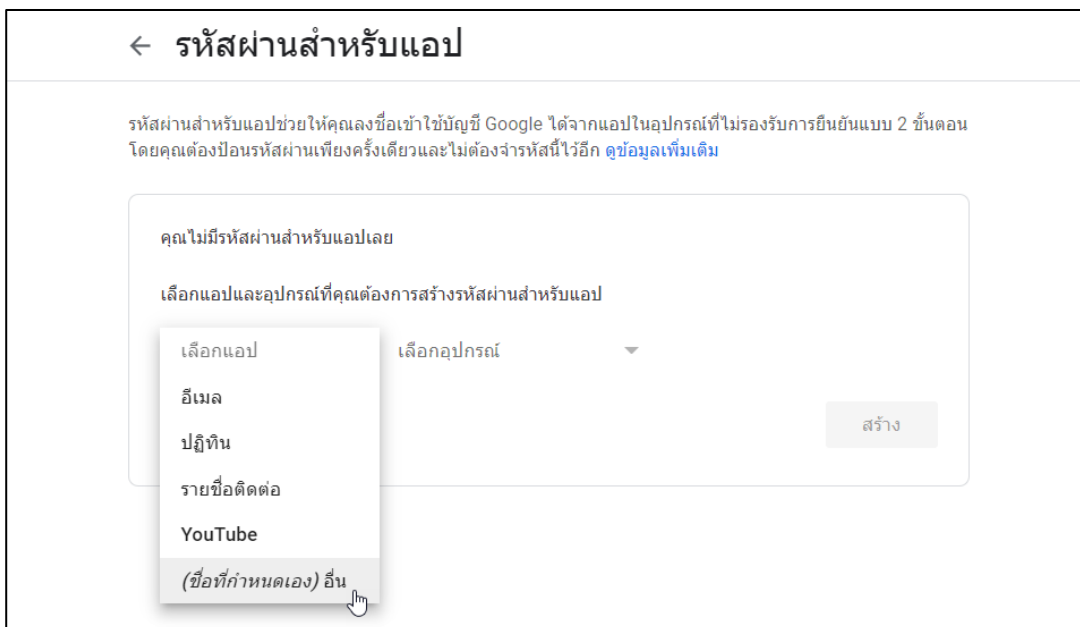 รหัสผ่านสำหรับแอป
รหัสผ่านสำหรับแอปช่วยให้คุณลงชื่อเข้าใช้บัญชี Google ได้จากแอปในอุปกรณ์ที่ไม่รองรับการยืนยันแบบ 2 ขั้นตอน
โดยคุณต้องป้อนรหัสผ่านเพียงครั้งเดียวและไม่ต้องจำรหัสนี้ไว้อีก ดูข้อมูลเพิ่มเติม
คุณไม่มีรหัสผ่านสำหรับแอปเลย
เลือกแอปและอุปกรณ์ที่คุณต้องการสร้างรหัสผ่านสำหรับแอป
เลือกแอป เลือกอุปกรณ์
อีเมล
ปฏิทิน
สร้าง
รายชื่อติดต่อ
YouTube
(ชื่อที่กำหนดเอง) อื่น